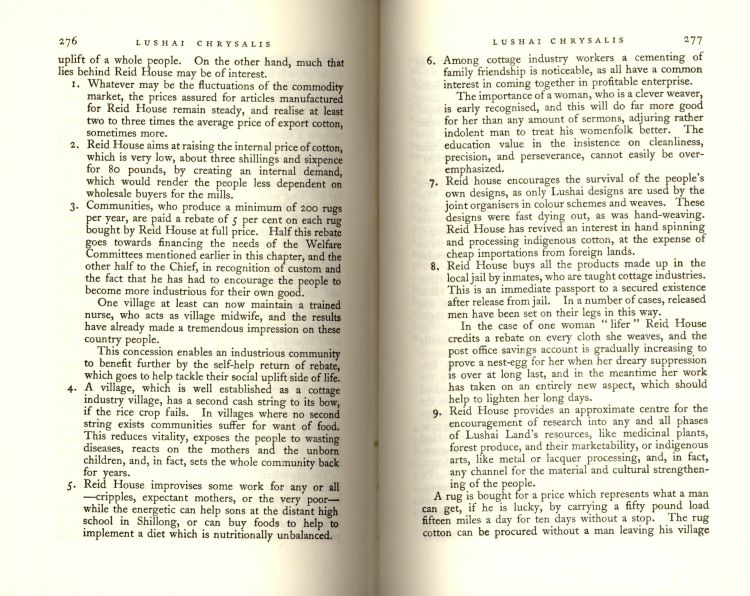 276
LUSHAI CHRYSALIS
uplift of a whole people. On the other hand, much that
lies behind Reid House may be of interest.
1. Whatever may be the fluctuations of the commodity
market, the prices assured for articles manufactured
for Reid House remain steady, and realise at least
two to three times the average price of export cotton,
sometimes more.
2. Reid House aims at raising the internal price of cotton,
which is very low, about three shillings and sixpence
for 80 pounds, by creating an internal demand,
which would render the people less dependent on
wholesale buyers for the mills.
3. Communities, who produce a minimum of 200 rugs
per year, are paid a rebate of 5 per cent on each rug
bought by Reid House at full price. Half this rebate
goes towards financing the needs of the Welfare
Committees mentioned earlier in this chapter, and the
other half to the Chief, in recognition of custom and
the fact that he has had to encourage the people to
become more industrious for their own good.
One village at least can now maintain a trained
nurse, who acts as village midwife, and the results
have already made a tremendous impression on these
country people.
This concession enables an industrious community
to benefit further by the self-help return of rebate,
which goes to help tackle their social uplift side of life.
4. A village, which is well established as a cottage
industry village, has a second cash string to its bow,
if the rice crop fails. In villages where no second
string exists communities suffer for want of food.
This reduces vitality, exposes the people to wasting
diseases, reacts on the mothers and the unborn
children, and, in fact, sets the whole community back
for years.
5. Reid House improvises some work for any or all
—cripples, expectant mothers, or the very poor—
while the energetic can help sons at the distant high
school in Shillong, or can buy foods to help to
implement a diet which is nutritionally unbalanced.
LUSHAI CHRYSALIS
277
6. Among cottage industry workers a cementing of
family friendship is noticeable, as all have a common
interest in coming together in profitable enterprise.
The importance of a woman, who is a clever weaver,
is early recognised, and this will do far more good
for her than any amount of sermons, adjuring rather
indolent man to treat his womenfolk better. The
education value in the insistence on cleanliness,
precision, and perseverance, cannot easily be over-
emphasized.
7. Reid house encourages the survival of the people's
own designs, as only Lushai designs are used by the
joint organisers in colour schemes and weaves. These
designs were fast dying out, as was hand-weaving.
Reid House has revived an interest in hand spinning
and processing indigenous cotton, at the expense of
cheap importations from foreign lands.
8. Reid House buys all the products made up in the
local jail by inmates, who are taught cottage industries.
This is an immediate passport to a secured existence
after release from jail. In a number of cases, released
men have been set on their legs in this way.
In the case of one woman "lifer" Reid House
credits a rebate on every cloth she weaves, and the
post office savings account is gradually increasing to
prove a nest-egg for her when her dreary suppression
is over at long last, and in the meantime her work
has taken on an entirely new aspect, which should
help to lighten her long days.
9. Reid House provides an approximate centre for the
encouragement of research into any and all phases
of Lushai Land's resources, like medicinal plants,
forest produce, and their marketability, or indigenous
arts, like metal or lacquer processing, and, in fact,
any channel for the material and cultural strengthen-
ing of the people.
A rug is bought for a price which represents what a man
can get, if he is lucky, by carrying a fifty pound load
fifteen miles a day for ten days without a stop. The rug
cotton can be procured without a man leaving his village